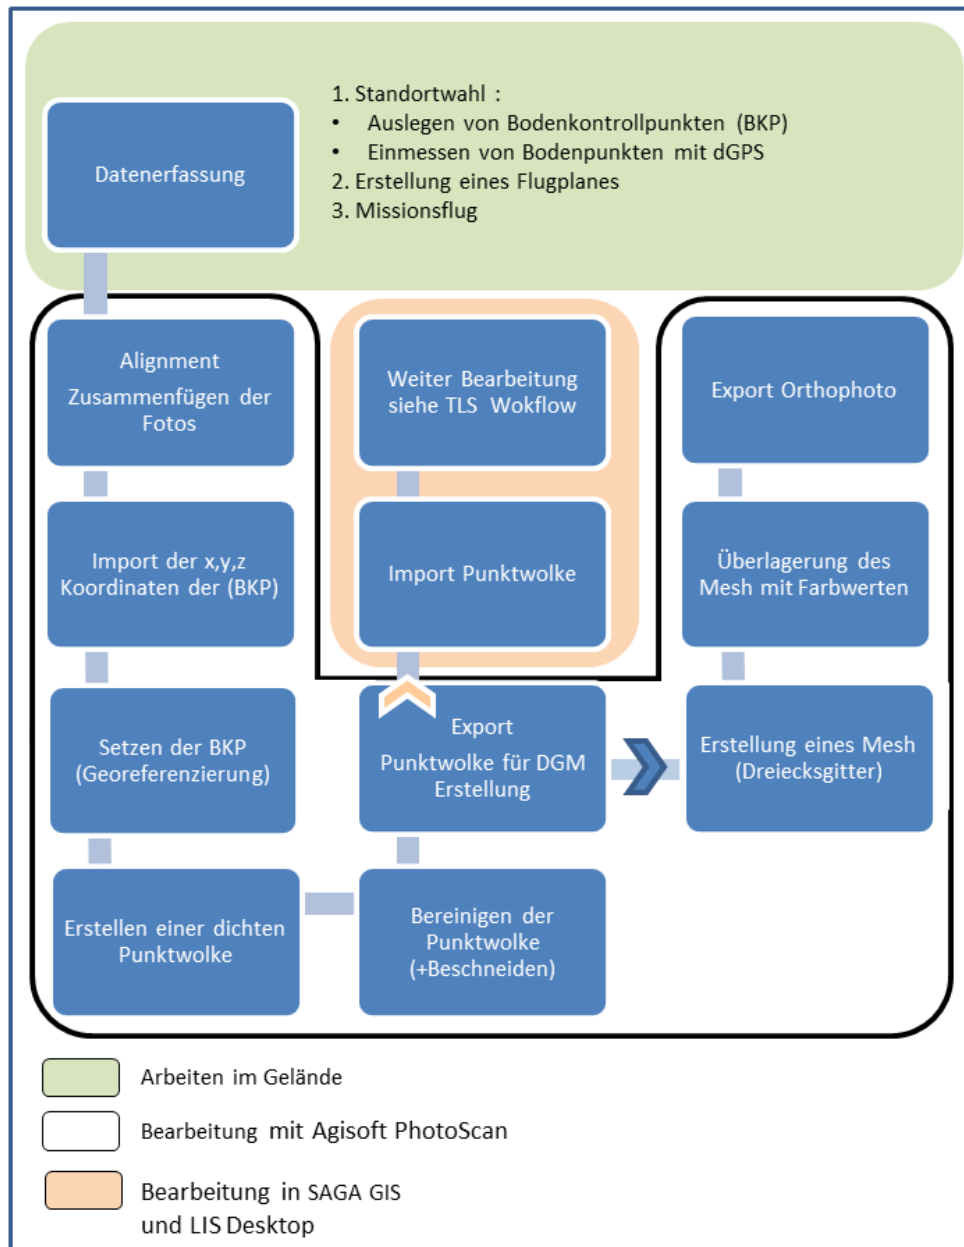 Datenerfassung
1. Standortwahl :
• Auslegen von Bodenkontrollpunkten (BKP)
• Einmessen von Bodenpunkten mit dGPS
2. Erstellung eines Flugplanes
3. Missionsflug
Alignment
Zusammenfügen der
Fotos
Import der x,y,z
Koordinaten der (BKP)
Setzen der BKP
(Georeferenzierung)
Erstellen einer dichten
Punktwolke
Bereinigen der
Punktwolke
(+Beschneiden)
Export
Punktwolke für DGM
Erstellung
Import Punktwolke
Weiter Bearbeitung
siehe TLS Wokflow
Erstellung eines Mesh
(Dreiecksgitter)
Überlagerung des
Mesh mit Farbwerten
Export Orthophoto
Arbeiten im Gelände
Bearbeitung mit Agisoft PhotoScan
Bearbeitung in SAGA GIS
und LIS Desktop